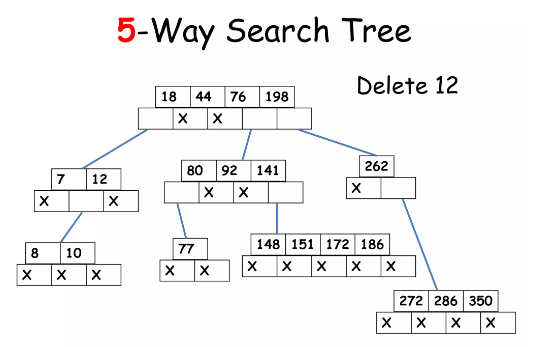 5-Way Search Tree
Delete 12
18 44 76 198
X X
7 12
X X
80 92 141
X X
262
X
8 10
X X X
77
X X
148 151 172 186
X X X X X
272 286 350
X X X X